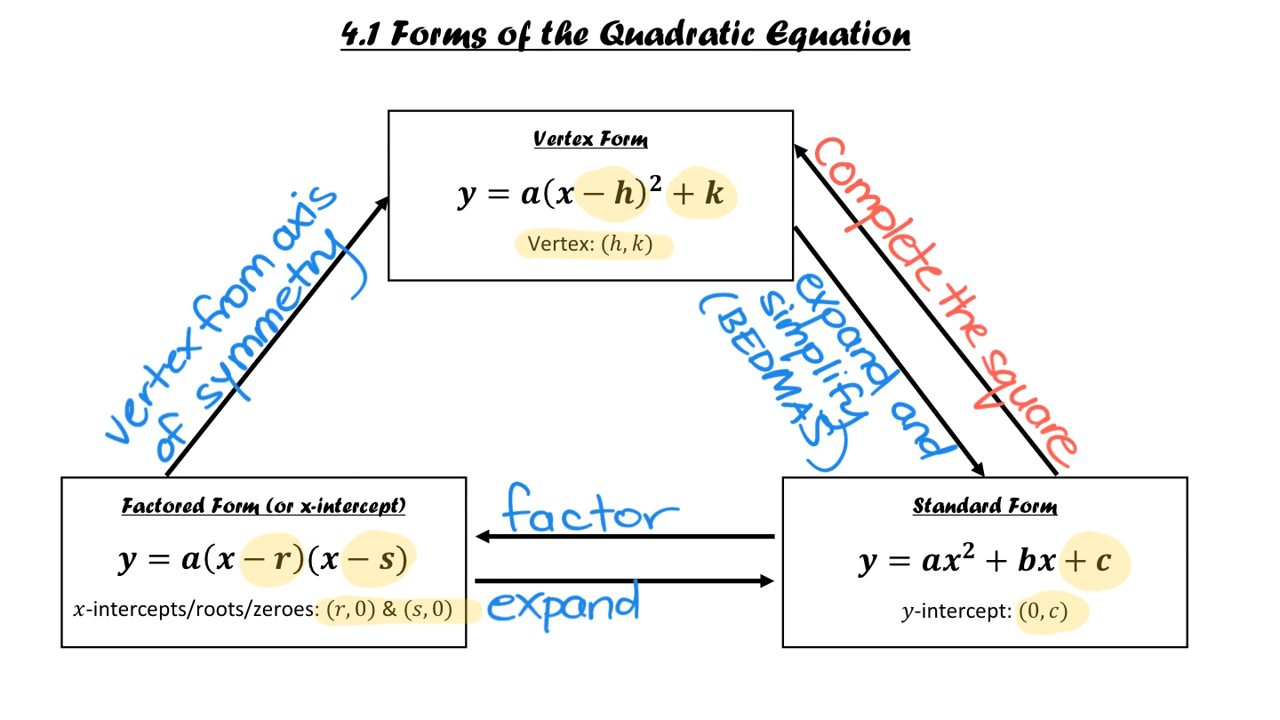 4.1 Forms of the Quadratic Equation
Vertex Form
y = a(x − h)² + k
Vertex: (h, k)
complete the square
expand and
simplify
(BEDMAS)
vertex from axis
of symmetry
Factored Form (or x-intercept)
y = a(x − r)(x − s)
x-intercepts/roots/zeroes: (r, 0) & (s, 0)
factor
expand
Standard Form
y = ax² + bx + c
y-intercept: (0, c)